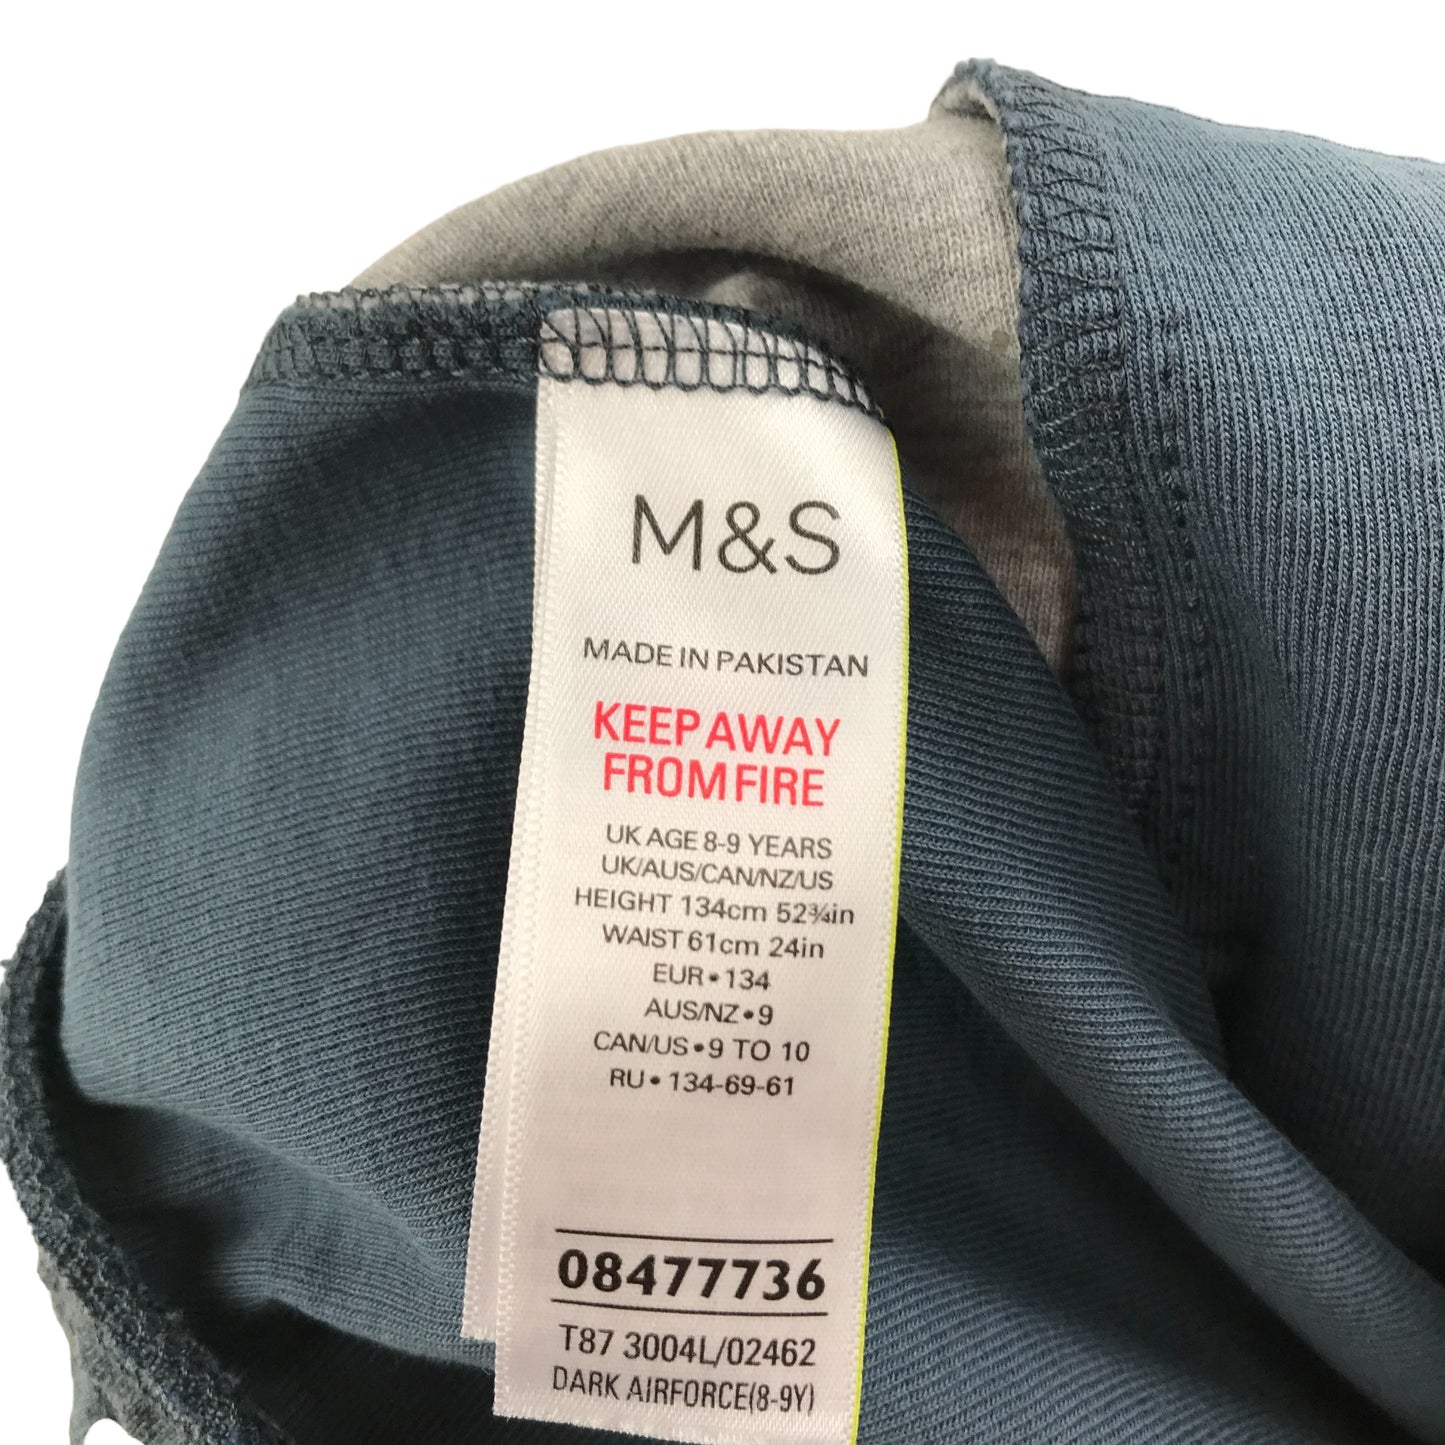 M&S
MADE IN PAKISTAN
KEEP AWAY
FROM FIRE
UK AGE 8-9 YEARS
UK/AUS/CAN/NZ/US
HEIGHT 134cm 52¾in
WAIST 61cm 24in
EUR • 134
AUS/NZ • 9
CAN/US • 9 TO 10
RU • 134-69-61
08477736
T87 3004L/02462
DARK AIRFORCE(8-9Y)